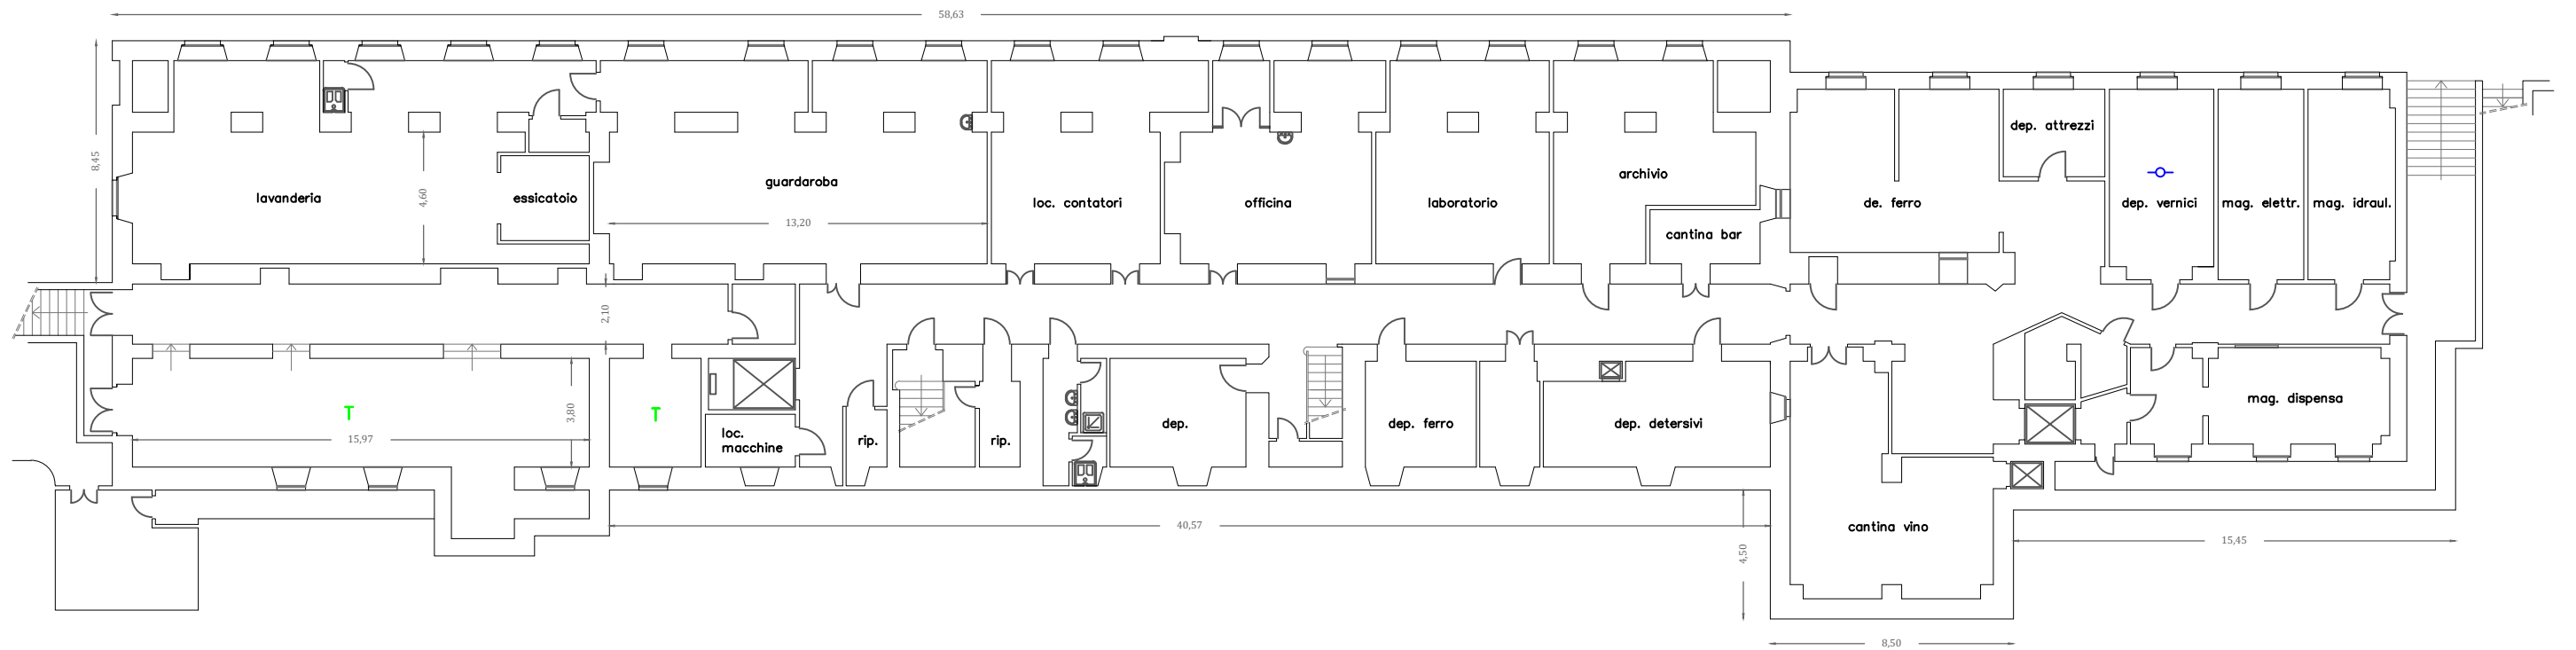 58,63
8,45
lavanderia
4,60
essicatoio
guardaroba
13,20
loc. contatori
officina
laboratorio
archivio
cantina bar
de. ferro
dep. attrezzi
dep. vernici
mag. elettr.
mag. idraul.
2,10
T
15,97
3,80
T
loc.
macchine
rip.
rip.
dep.
dep. ferro
dep. detersivi
mag. dispensa
cantina vino
40,57
4,50
15,45
8,50